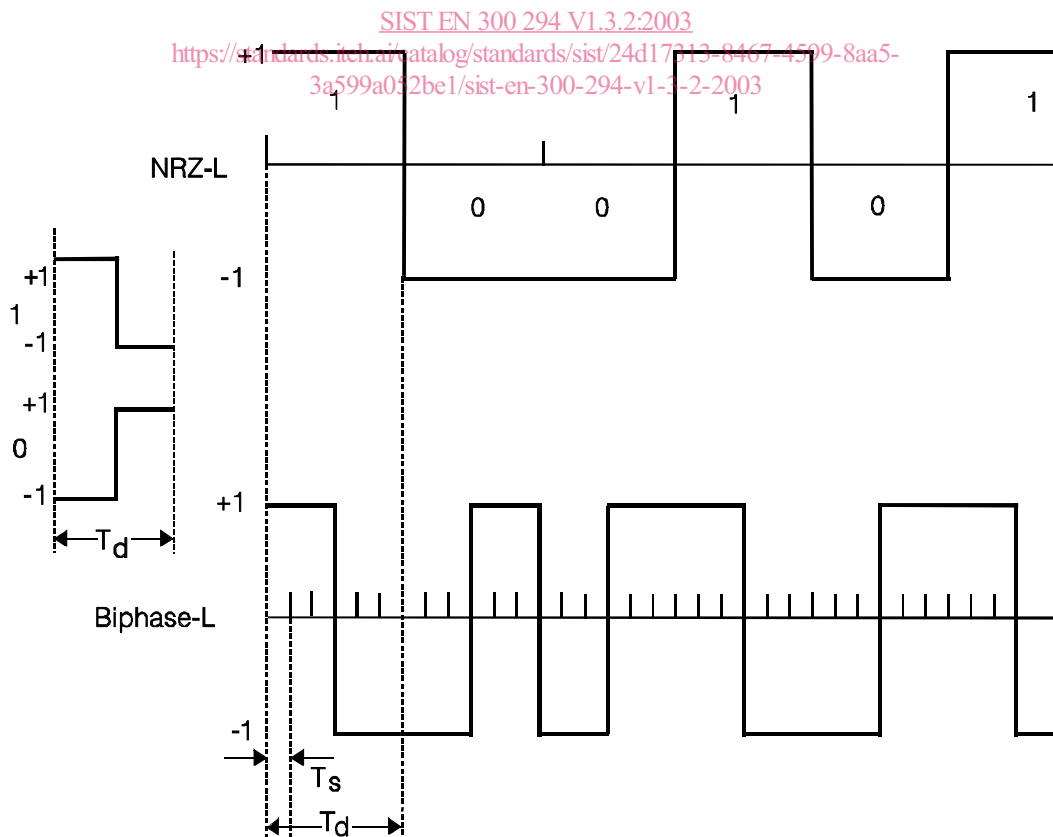 SIST EN 300 294 V1.3.2:2003
https://standards.iteh.ai/catalog/standards/sist/24d17313-8467-4599-8aa5-
3a599a052be1/sist-en-300-294-v1-3-2-2003
+1
1
1
1
NRZ-L
0
0
0
-1
+1
1
-1
+1
0
-1
Td
+1
Biphase-L
-1
Ts
Td